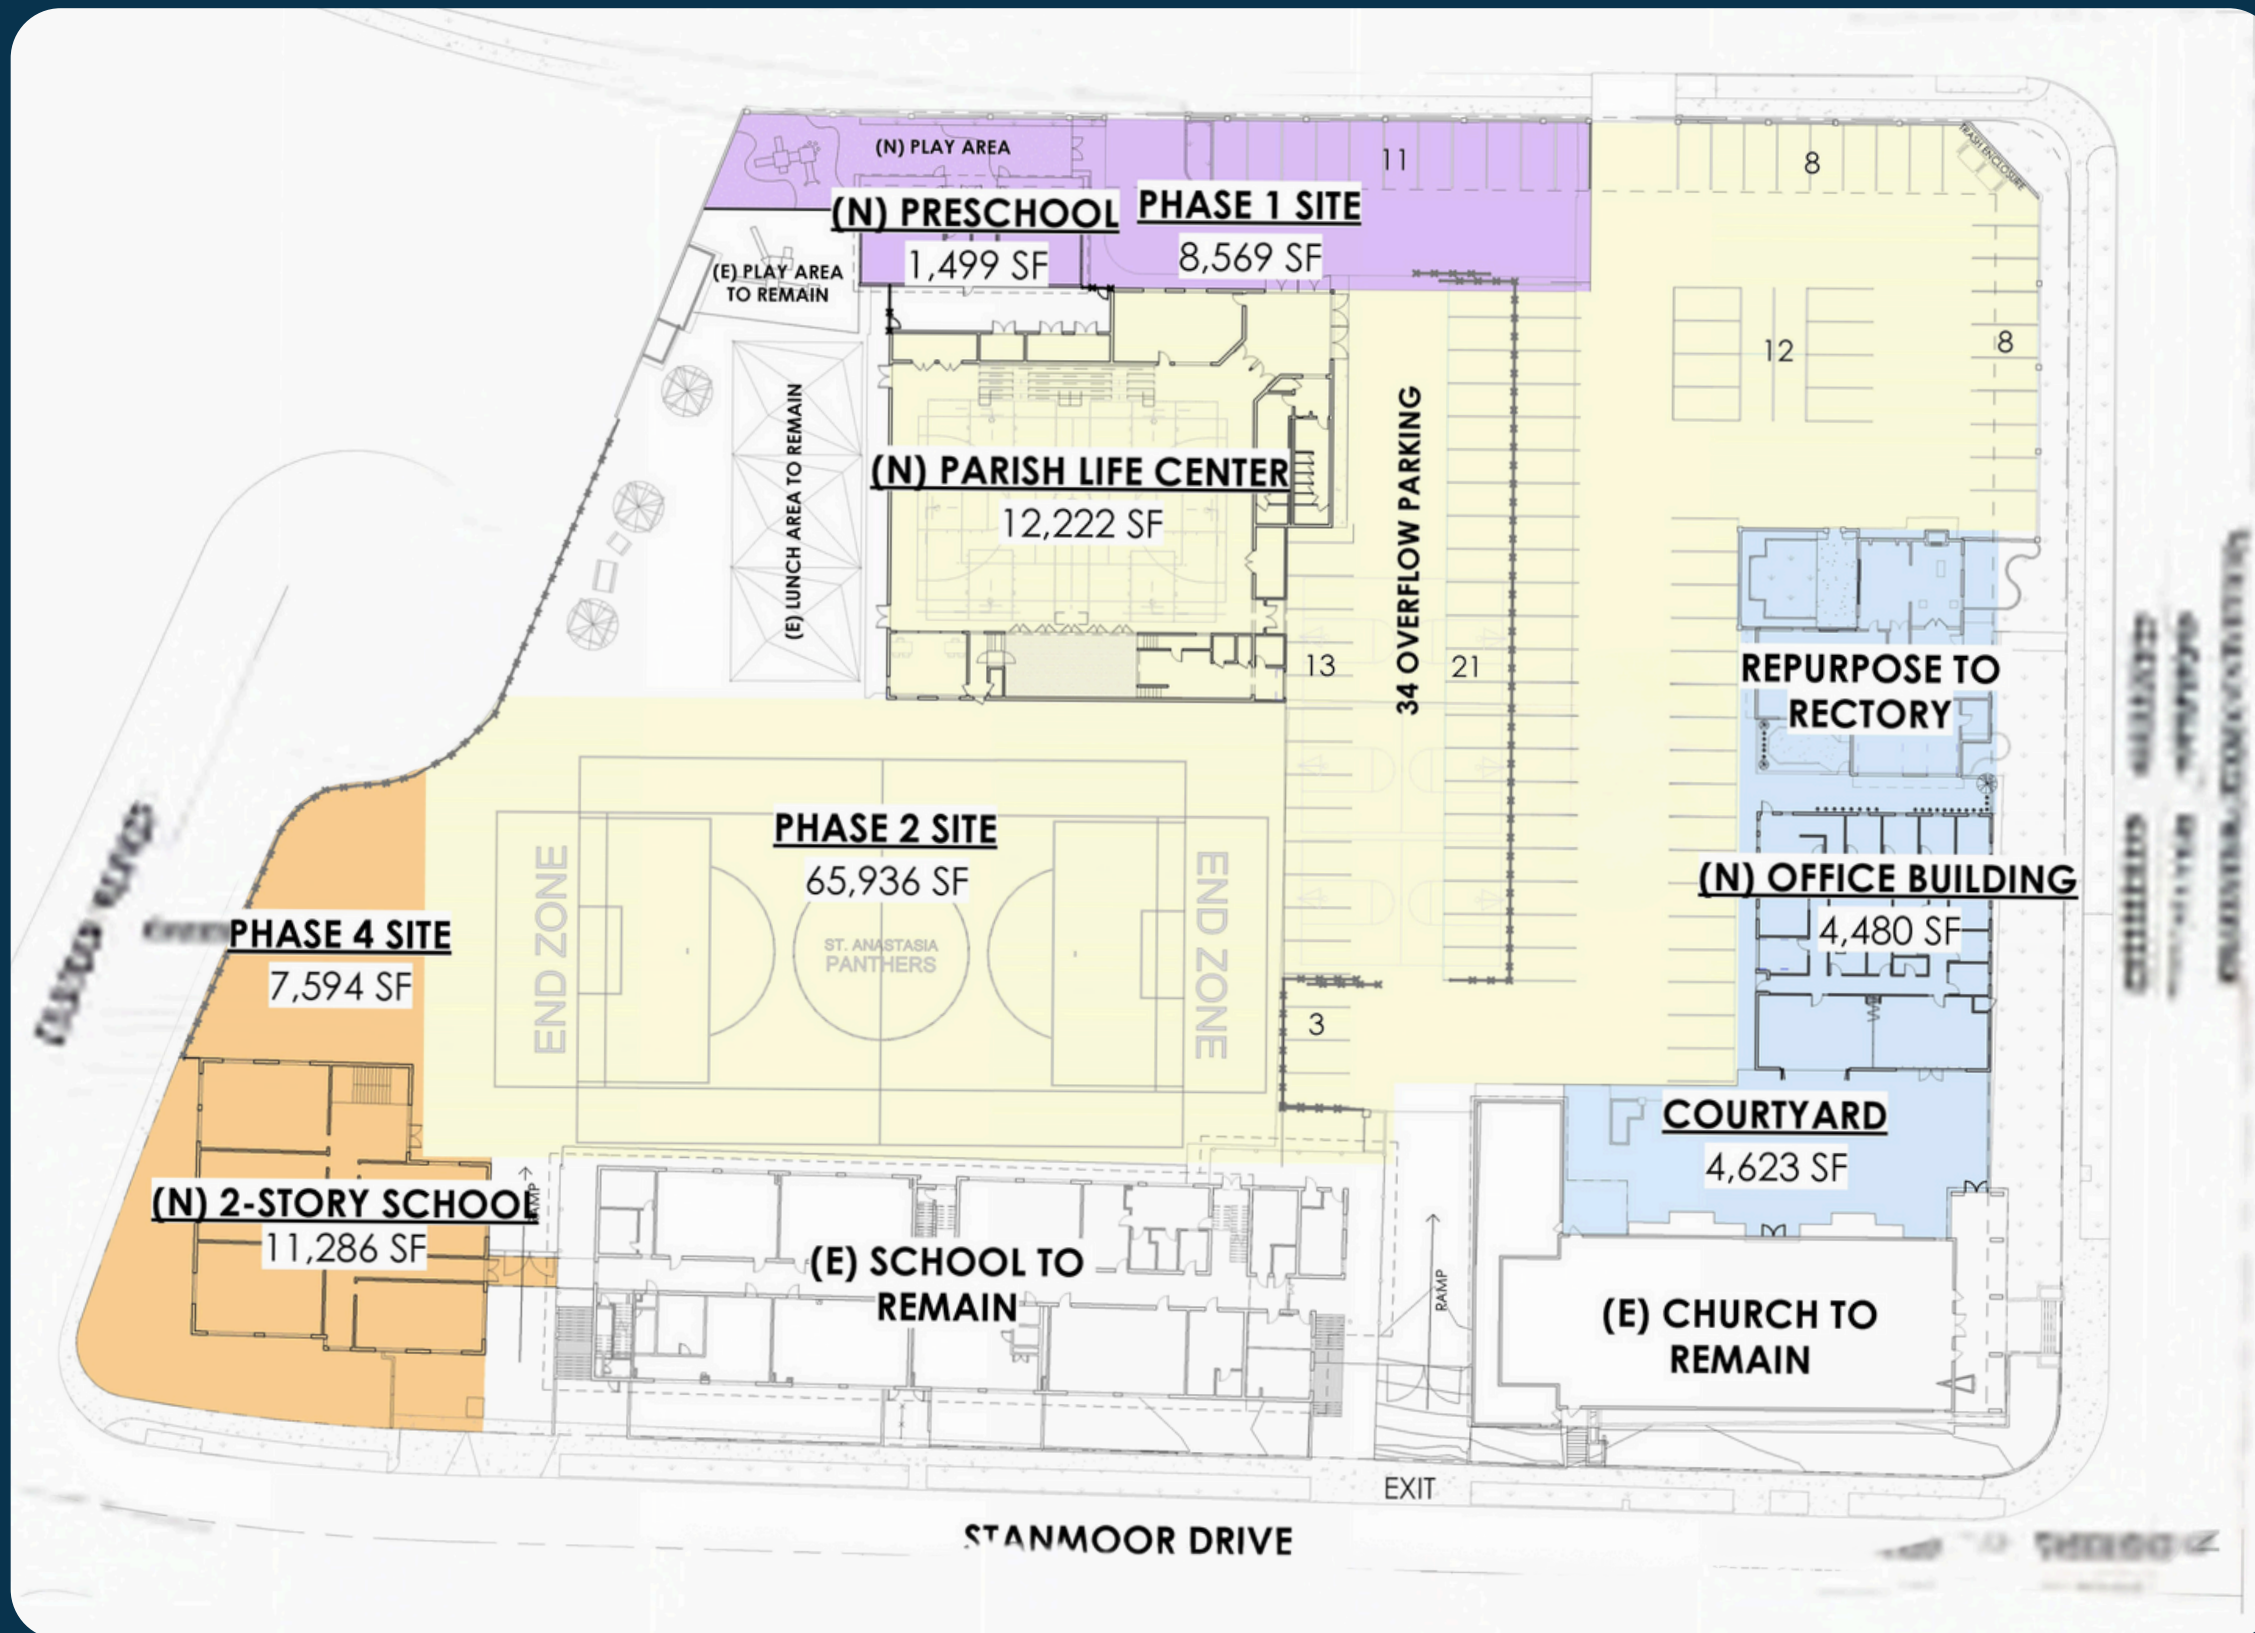 (N) PLAY AREA
11
8
TRASH ENCLOSURE
(N) PRESCHOOL
1,499 SF
PHASE 1 SITE
8,569 SF
(E) PLAY AREA
TO REMAIN
12
8
(E) LUNCH AREA TO REMAIN
(N) PARISH LIFE CENTER
12,222 SF
34 OVERFLOW PARKING
13
21
REPURPOSE TO
RECTORY
PHASE 2 SITE
65,936 SF
END ZONE
ST. ANASTASIA
PANTHERS
END ZONE
(N) OFFICE BUILDING
4,480 SF
PHASE 4 SITE
7,594 SF
3
COURTYARD
4,623 SF
(N) 2-STORY SCHOOL
11,286 SF
RAMP
(E) SCHOOL TO
REMAIN
RAMP
(E) CHURCH TO
REMAIN
EXIT
STANMOOR DRIVE